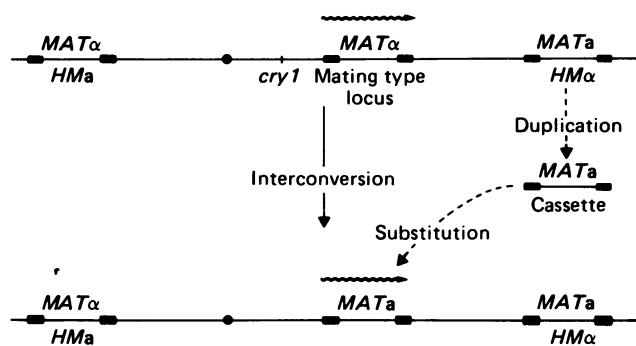 MATα MATα MATa
HMa cry1 Mating type HMα
locus
Duplication
MATa
Interconversion
Cassette
Substitution
MATα MATa MATa
HMa HMα